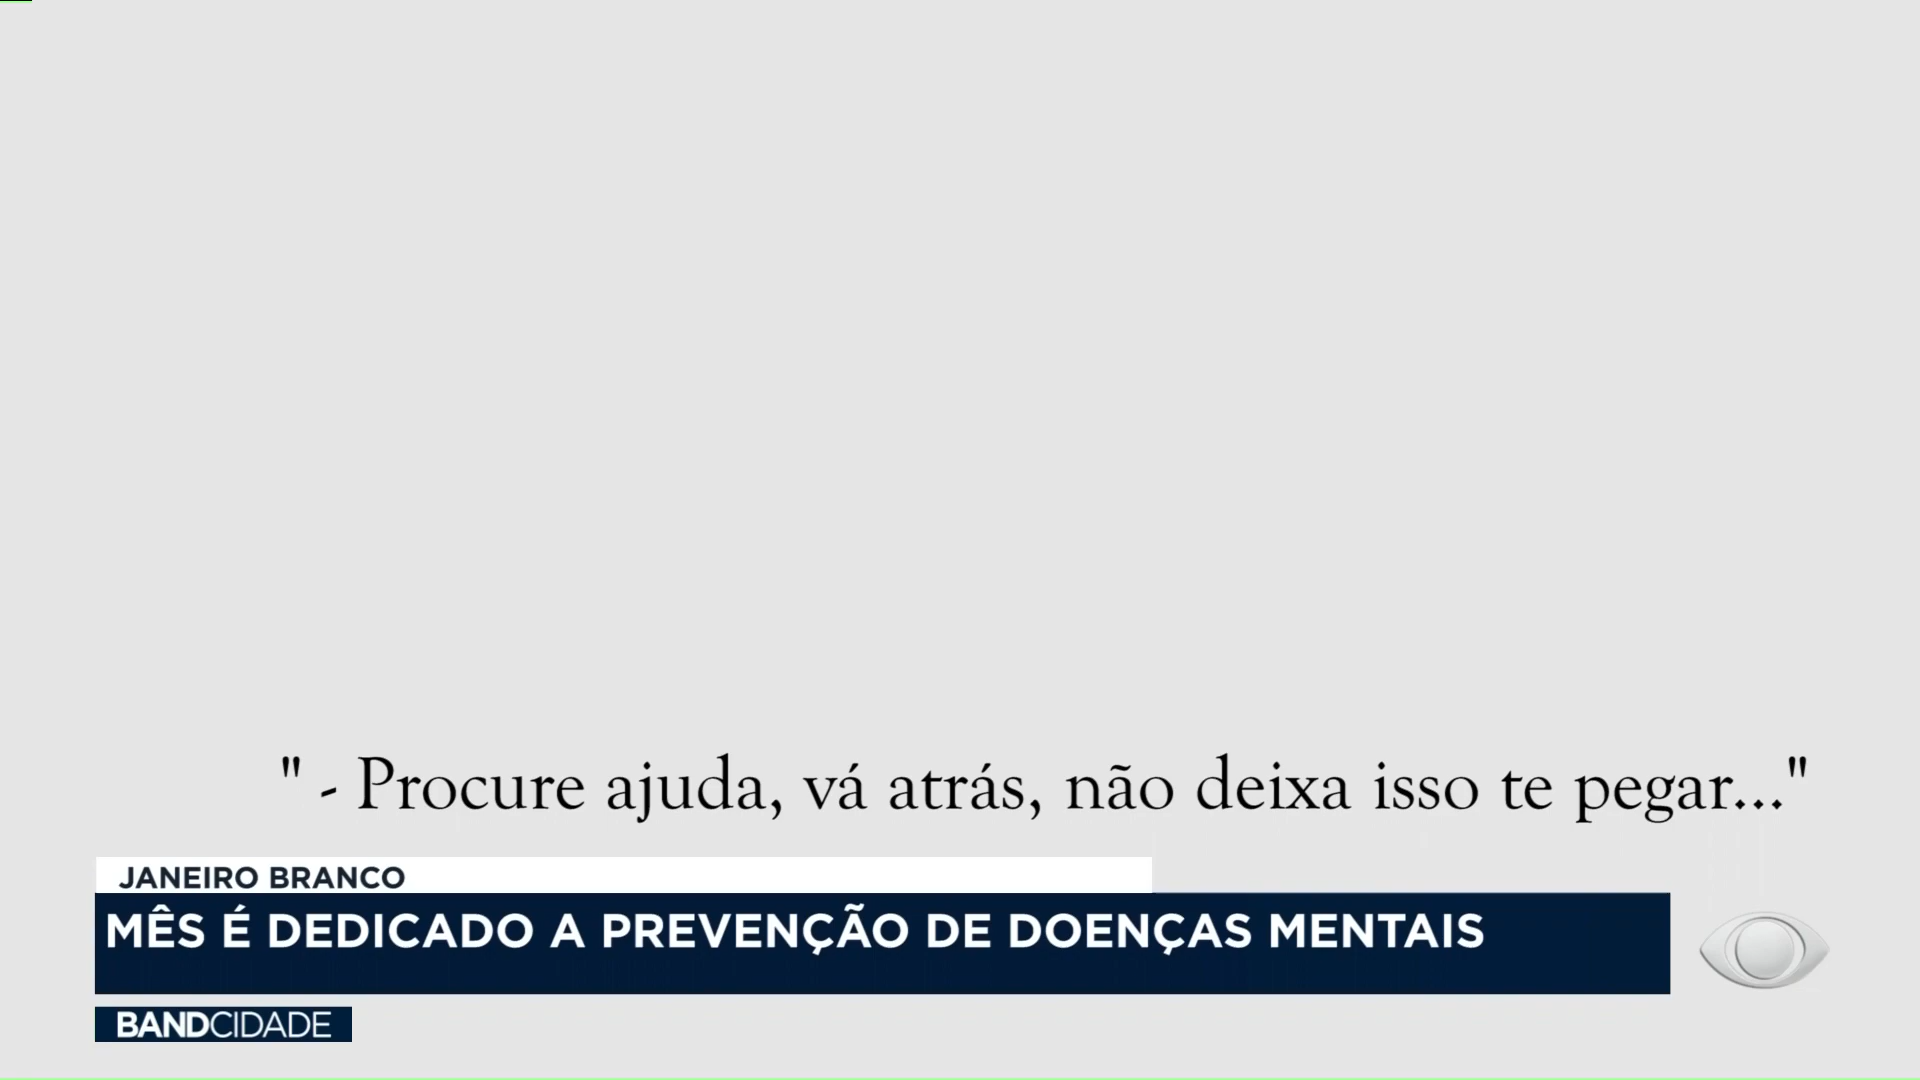 " - Procure ajuda, vá atrás, não deixa isso te pegar..."
JANEIRO BRANCO
MÊS É DEDICADO A PREVENÇÃO DE DOENÇAS MENTAIS
BANDCIDADE